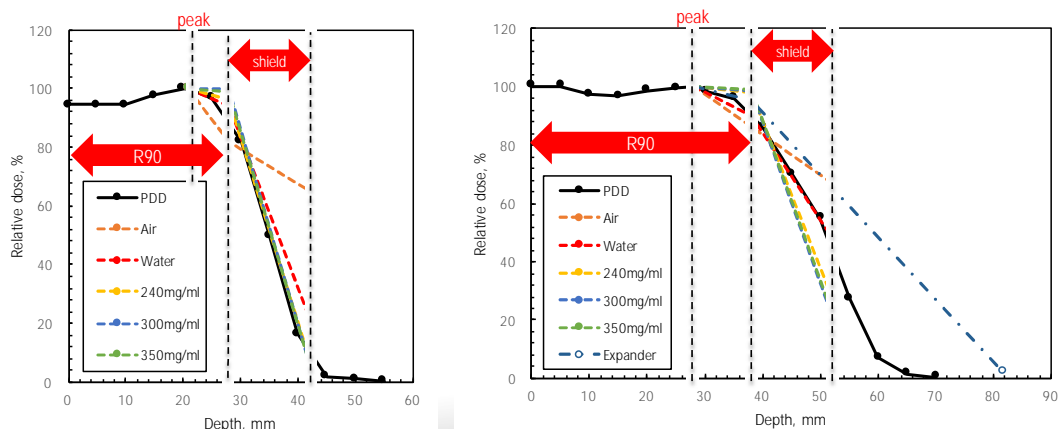 peak
120
100
80
60
40
20
0
Relative dose, %
shield
R90
PDD
Air
Water
240mg/ml
300mg/ml
350mg/ml
0 10 20 30 40 50 60
Depth, mm
peak
120
100
80
60
40
20
0
Relative dose, %
shield
R90
PDD
Air
Water
240mg/ml
300mg/ml
350mg/ml
Expander
0 10 20 30 40 50 60 70 80 90
Depth, mm